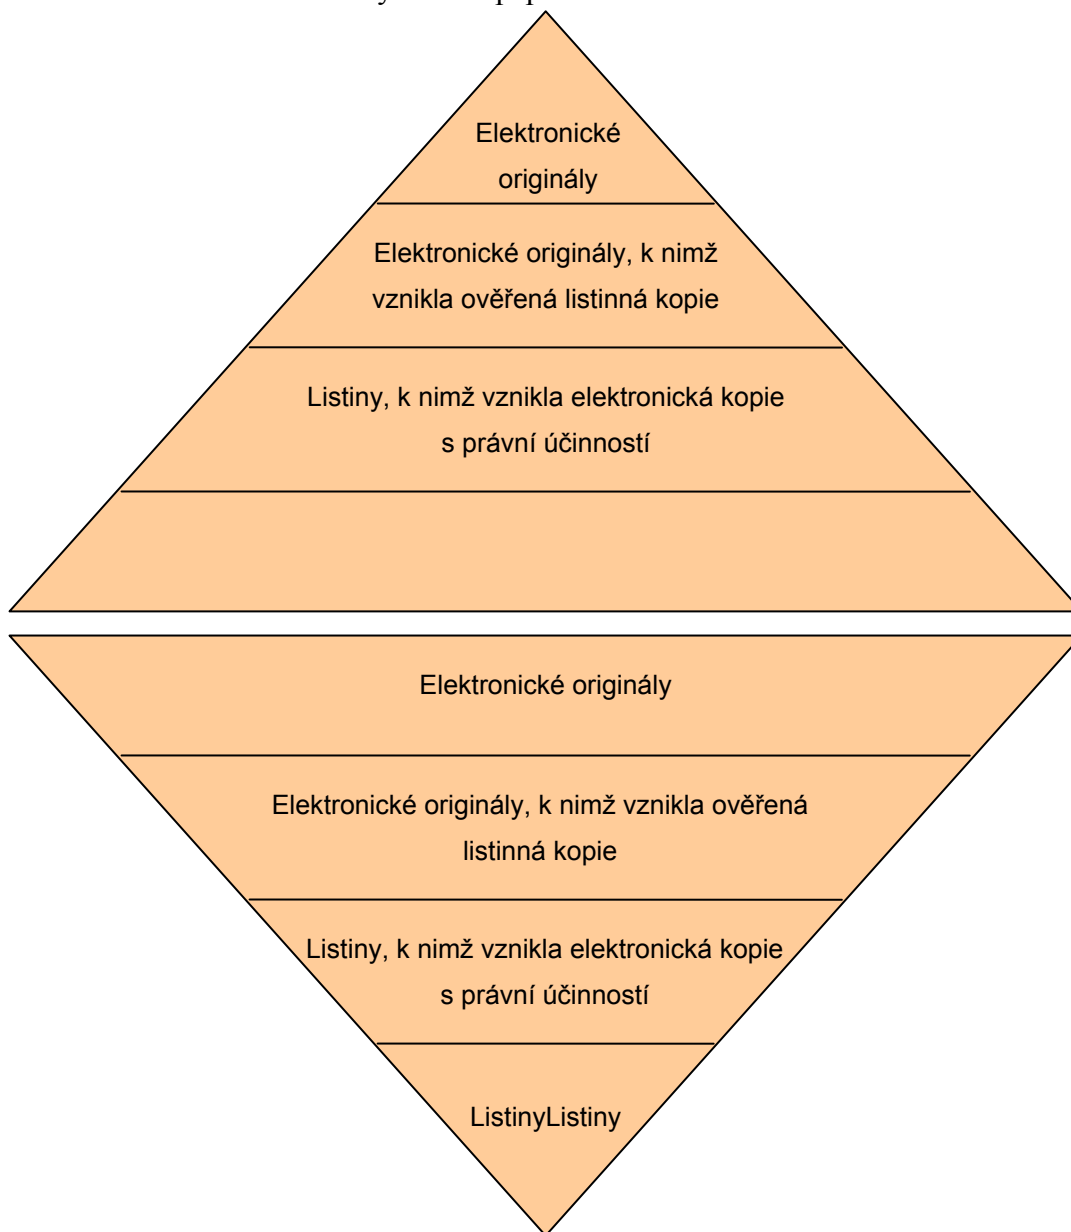 Elektronické
originály
Elektronické originály, k nimž
vznikla ověřená listinná kopie
Listiny, k nimž vznikla elektronická kopie
s právní účinností
Elektronické originály
Elektronické originály, k nimž vznikla ověřená
listinná kopie
Listiny, k nimž vznikla elektronická kopie
s právní účinností
ListinyListiny